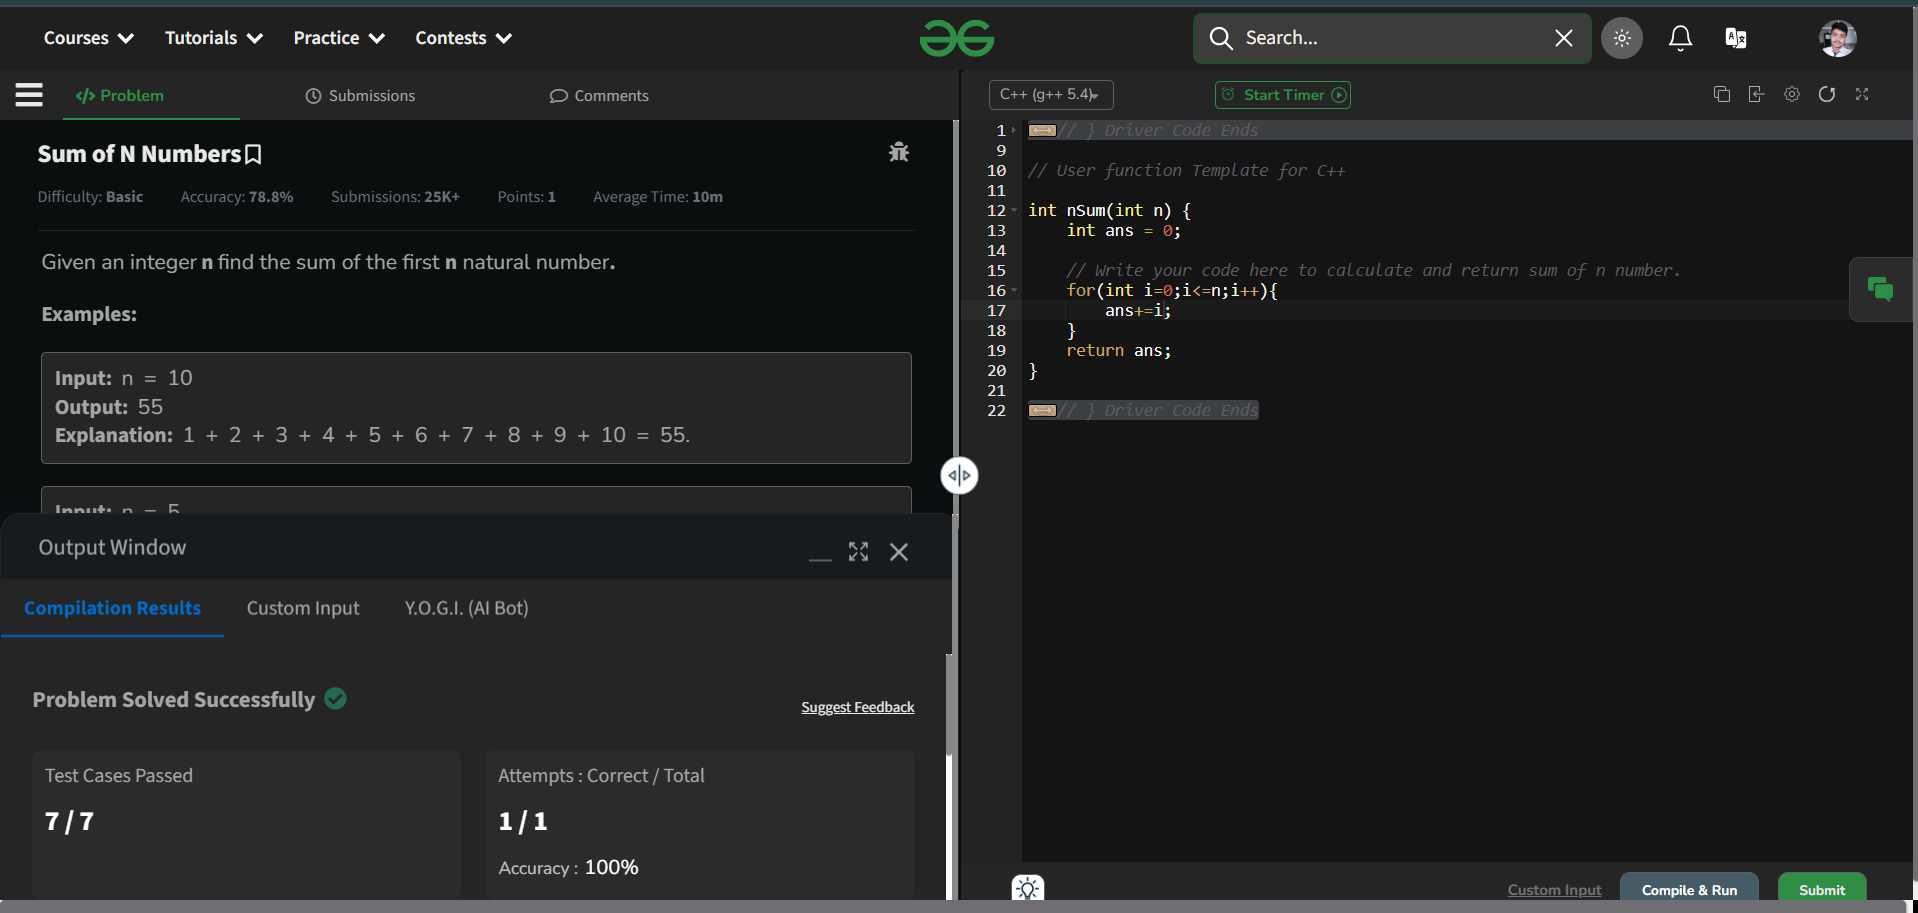 Courses Tutorials Practice Contests Search...
Problem Submissions Comments
Sum of N Numbers
Difficulty: Basic Accuracy: 78.8% Submissions: 25K+ Points: 1 Average Time: 10m
Given an integer n find the sum of the first n natural number.
Examples:
Input: n = 10
Output: 55
Explanation: 1 + 2 + 3 + 4 + 5 + 6 + 7 + 8 + 9 + 10 = 55.
Input: n = 5
Output Window
Compilation Results Custom Input Y.O.G.I. (AI Bot)
Problem Solved Successfully
Suggest Feedback
Test Cases Passed
7 / 7
Attempts : Correct / Total
1 / 1
Accuracy : 100%
C++ (g++ 5.4) Start Timer
1 // } Driver Code Ends
9
10 // User function Template for C++
11
12 int nSum(int n) {
13 int ans = 0;
14
15 // Write your code here to calculate and return sum of n number.
16 for(int i=0;i<=n;i++){
17 ans+=i;
18 }
19 return ans;
20 }
21
22 // } Driver Code Ends
Custom Input Compile & Run Submit